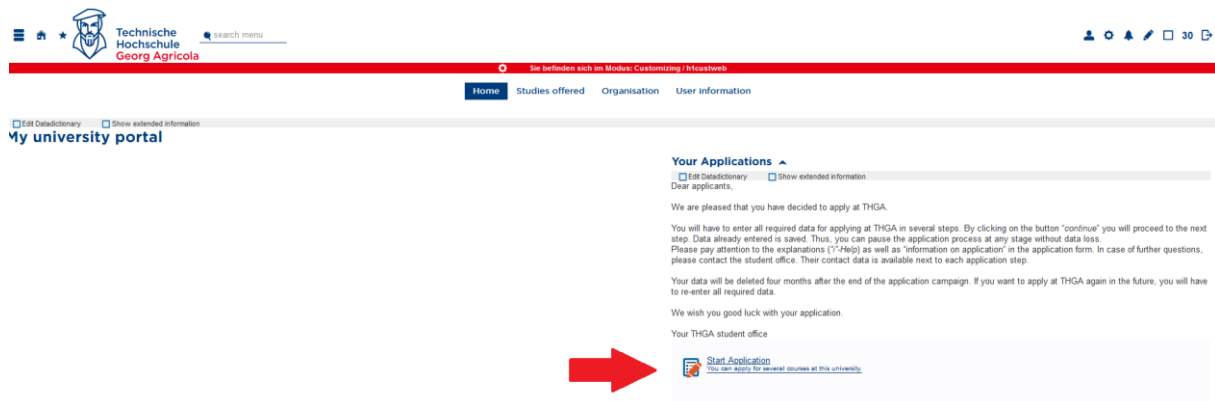 Technische
Hochschule
Georg Agricola
search menu
30
Sie befinden sich im Modus: Customizing / h1custweb
Home Studies offered Organisation User information
Edit Datadictionary Show extended information
My university portal
Your Applications
Edit Datadictionary Show extended information
Dear applicants,
We are pleased that you have decided to apply at THGA.
You will have to enter all required data for applying at THGA in several steps. By clicking on the button "continue" you will proceed to the next
step. Data already entered is saved. Thus, you can pause the application process at any stage without data loss.
Please pay attention to the explanations ("i"-Help) as well as "information on application" in the application form. In case of further questions,
please contact the student office. Their contact data is available next to each application step.
Your data will be deleted four months after the end of the application campaign. If you want to apply at THGA again in the future, you will have
to re-enter all required data.
We wish you good luck with your application.
Your THGA student office
Start Application
You can apply for several courses at this university.